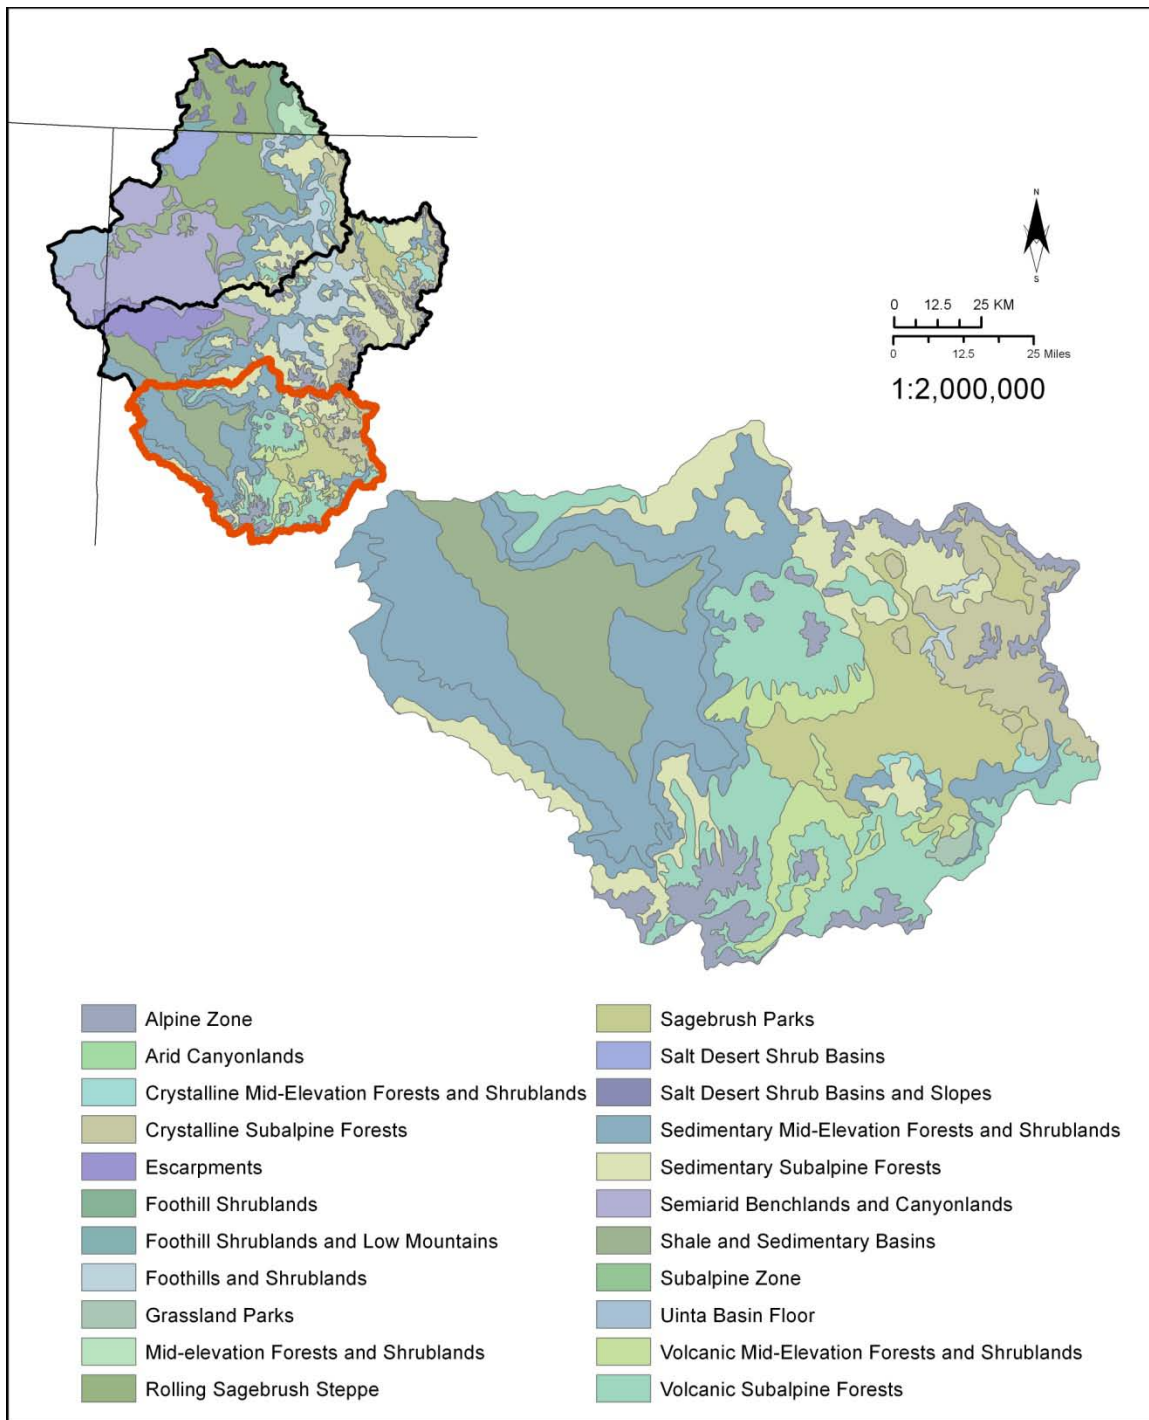 N
S
0 12.5 25 KM
0 12.5 25 Miles
1:2,000,000
Alpine Zone
Arid Canyonlands
Crystalline Mid-Elevation Forests and Shrublands
Crystalline Subalpine Forests
Escarpments
Foothill Shrublands
Foothill Shrublands and Low Mountains
Foothills and Shrublands
Grassland Parks
Mid-elevation Forests and Shrublands
Rolling Sagebrush Steppe
Sagebrush Parks
Salt Desert Shrub Basins
Salt Desert Shrub Basins and Slopes
Sedimentary Mid-Elevation Forests and Shrublands
Sedimentary Subalpine Forests
Semiarid Benchlands and Canyonlands
Shale and Sedimentary Basins
Subalpine Zone
Uinta Basin Floor
Volcanic Mid-Elevation Forests and Shrublands
Volcanic Subalpine Forests